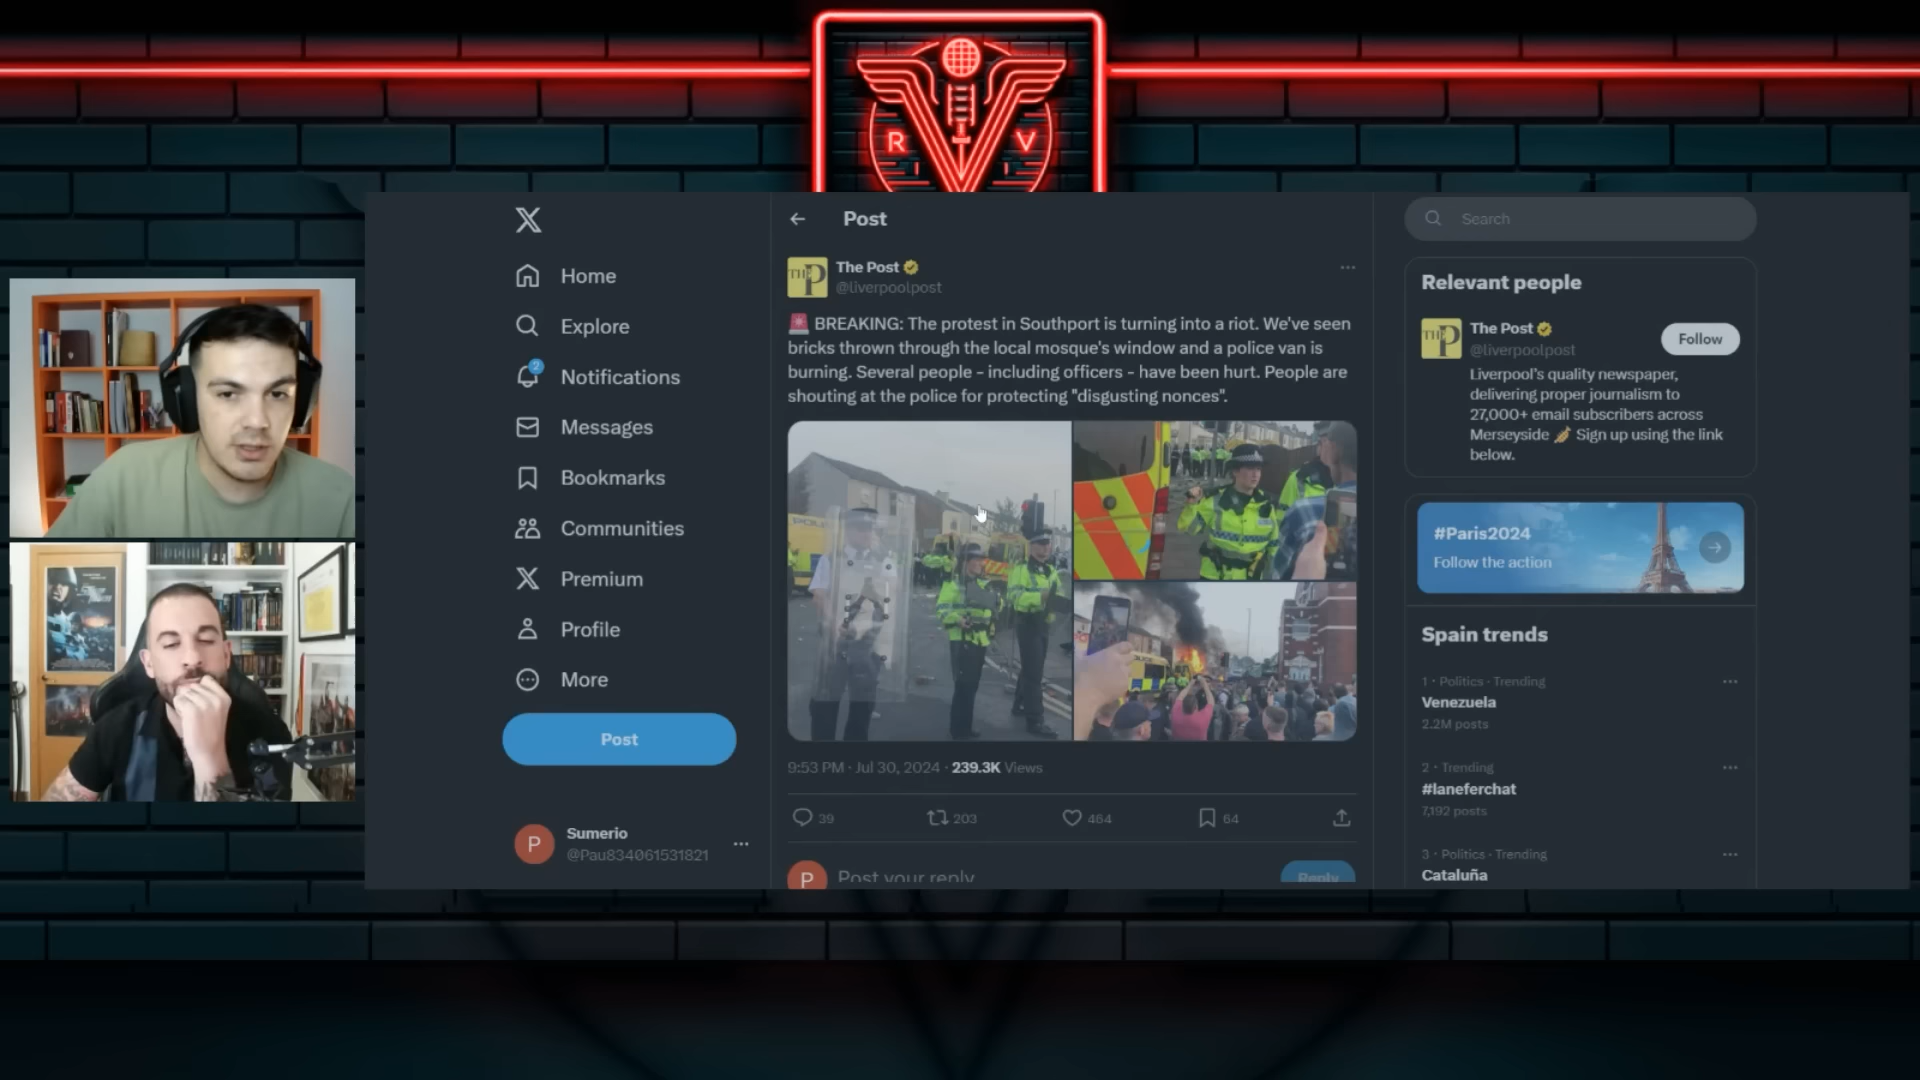 R V
Home
Explore
2
Notifications
Messages
Bookmarks
Communities
Premium
Profile
More
Post
P
Sumerio
@Pau834061531821
Post
THE P
The Post
@liverpoolpost
BREAKING: The protest in Southport is turning into a riot. We've seen
bricks thrown through the local mosque's window and a police van is
burning. Several people - including officers - have been hurt. People are
shouting at the police for protecting "disgusting nonces".
9:53 PM · Jul 30, 2024 · 239.3K Views
39 203 464 64
P
Post your reply
Reply
Search
Relevant people
THE P
The Post
@liverpoolpost
Follow
Liverpool's quality newspaper,
delivering proper journalism to
27,000+ email subscribers across
Merseyside Sign up using the link
below.
#Paris2024
Follow the action
Spain trends
1 · Politics · Trending
Venezuela
2.2M posts
2 · Trending
#laneferchat
7,192 posts
3 · Politics · Trending
Cataluña